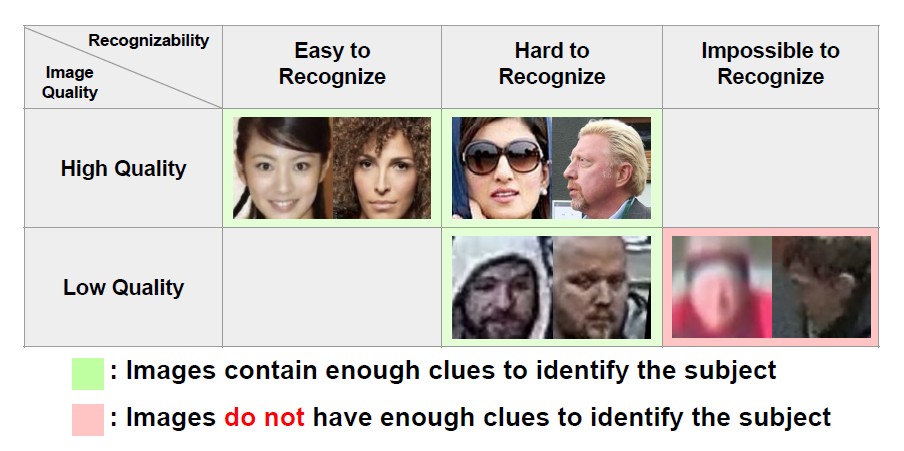 Recognizability
Image
Quality
Easy to
Recognize
Hard to
Recognize
Impossible to
Recognize
High Quality
Low Quality
: Images contain enough clues to identify the subject
: Images do not have enough clues to identify the subject